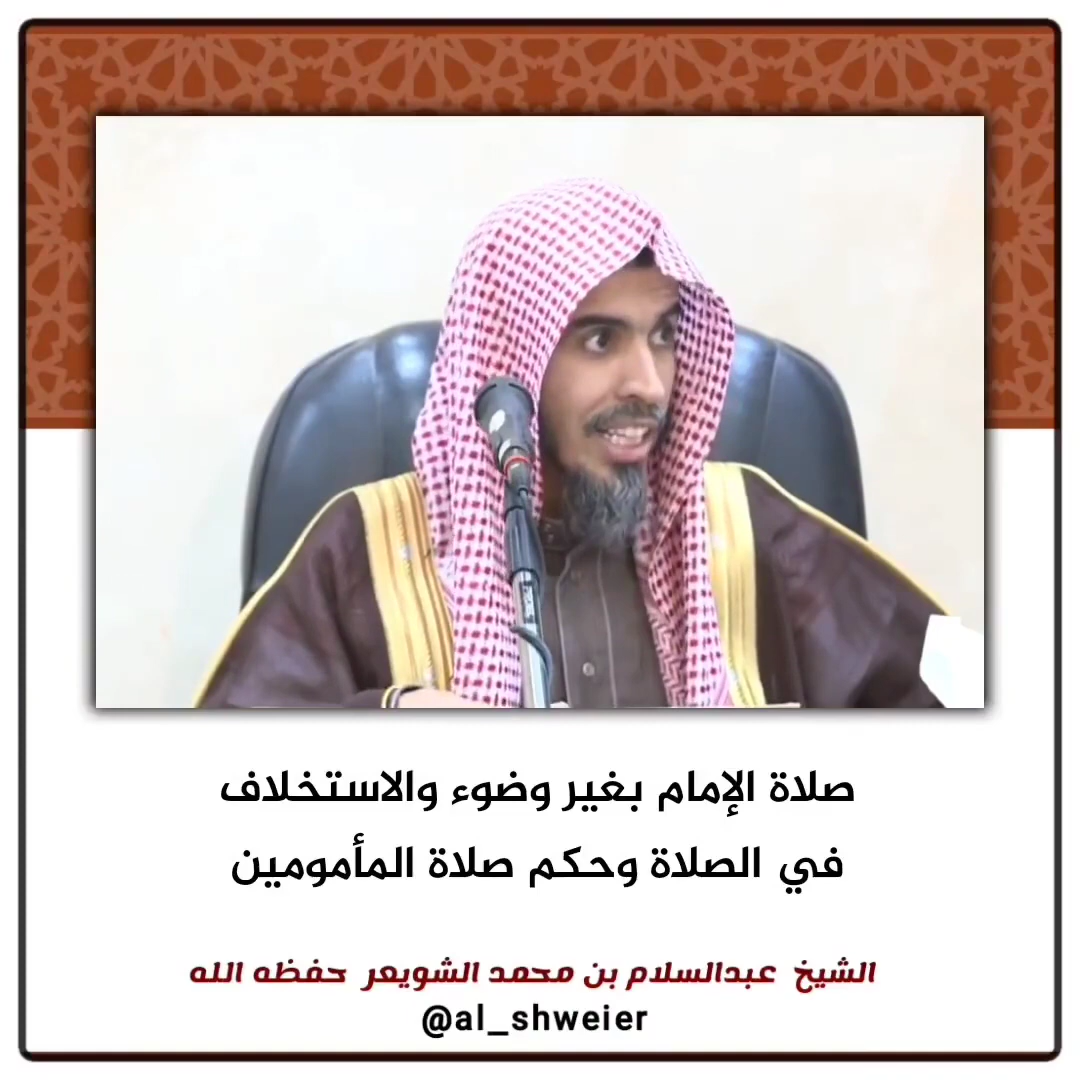 صلاة الإمام بغير وضوء والاستخلاف
في الصلاة وحكم صلاة المأمومين
الشيخ عبدالسلام بن محمد الشويعر حفظه الله
@al_shweier